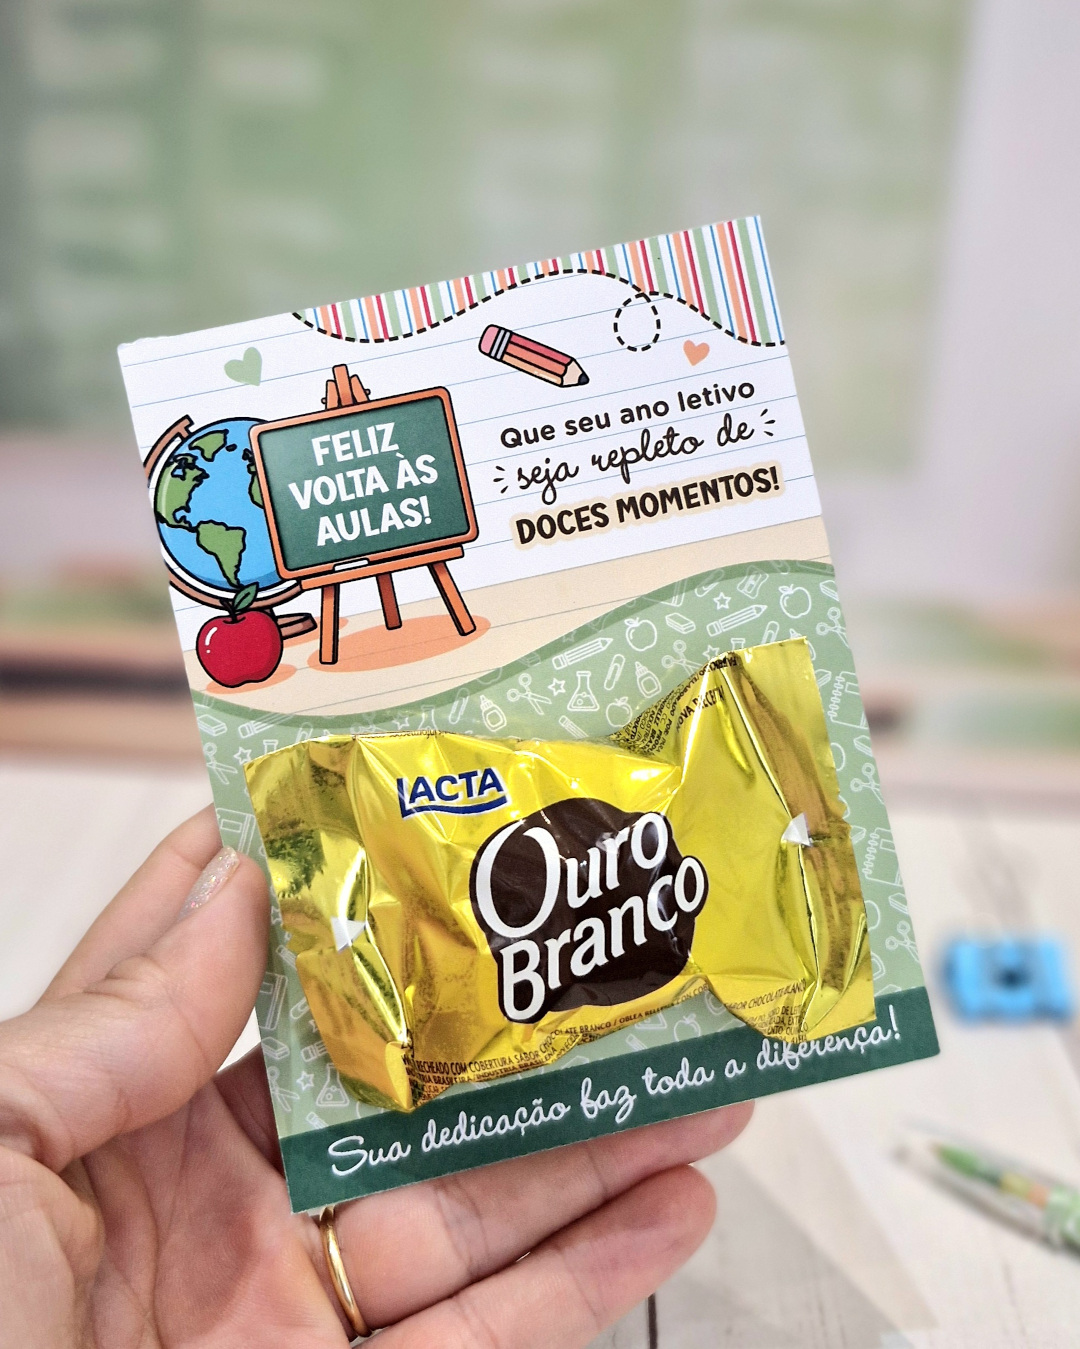 FELIZ
VOLTA ÀS
AULAS!
Que seu ano letivo
seja repleto de
DOCES MOMENTOS!
LACTA
Ouro
Branco
Sua dedicação faz toda a diferença!